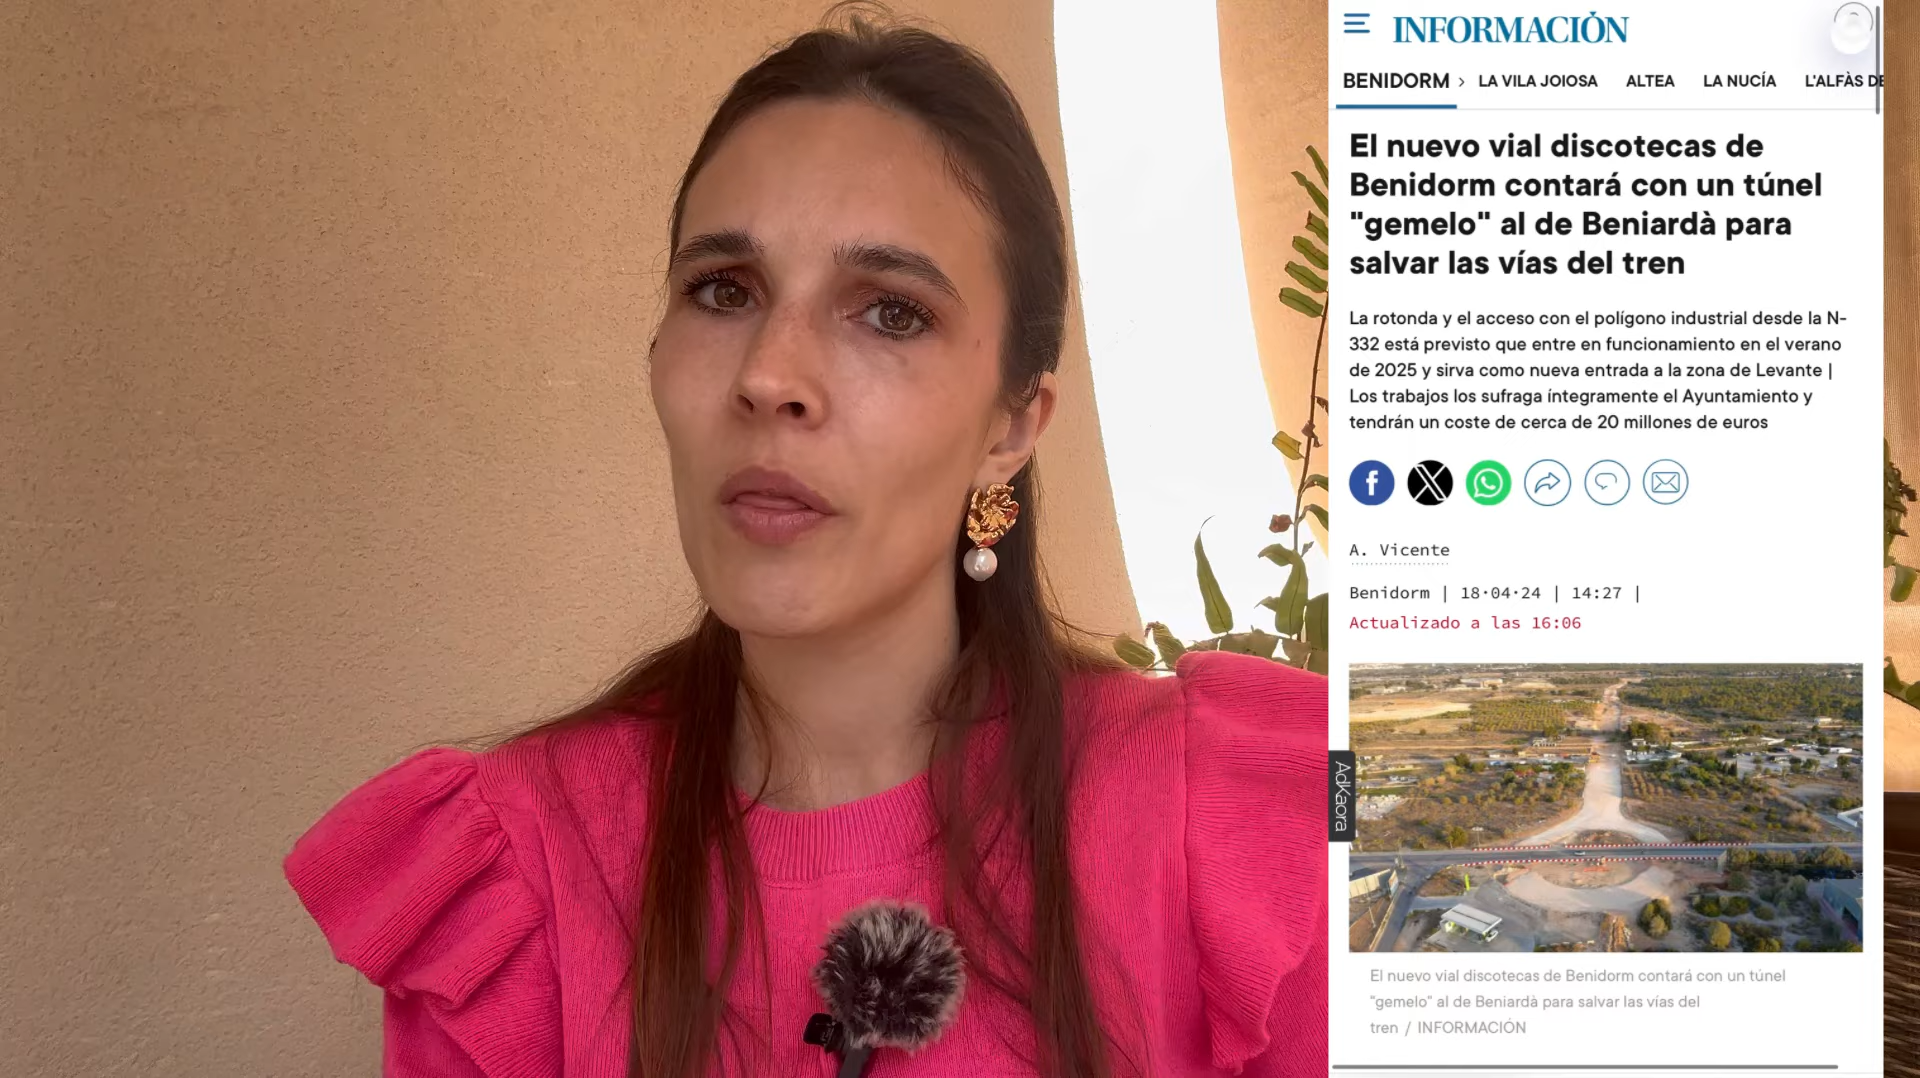 INFORMACIÓN
BENIDORM > LA VILA JOIOSA ALTEA LA NUCÍA L'ALFÀS DE
El nuevo vial discotecas de
Benidorm contará con un túnel
"gemelo" al de Beniardà para
salvar las vías del tren
La rotonda y el acceso con el polígono industrial desde la N-
332 está previsto que entre en funcionamiento en el verano
de 2025 y sirva como nueva entrada a la zona de Levante |
Los trabajos los sufraga íntegramente el Ayuntamiento y
tendrán un coste de cerca de 20 millones de euros
A. Vicente
Benidorm | 18·04·24 | 14:27 |
Actualizado a las 16:06
AdKaora
El nuevo vial discotecas de Benidorm contará con un túnel
"gemelo" al de Beniardà para salvar las vías del
tren / INFORMACIÓN